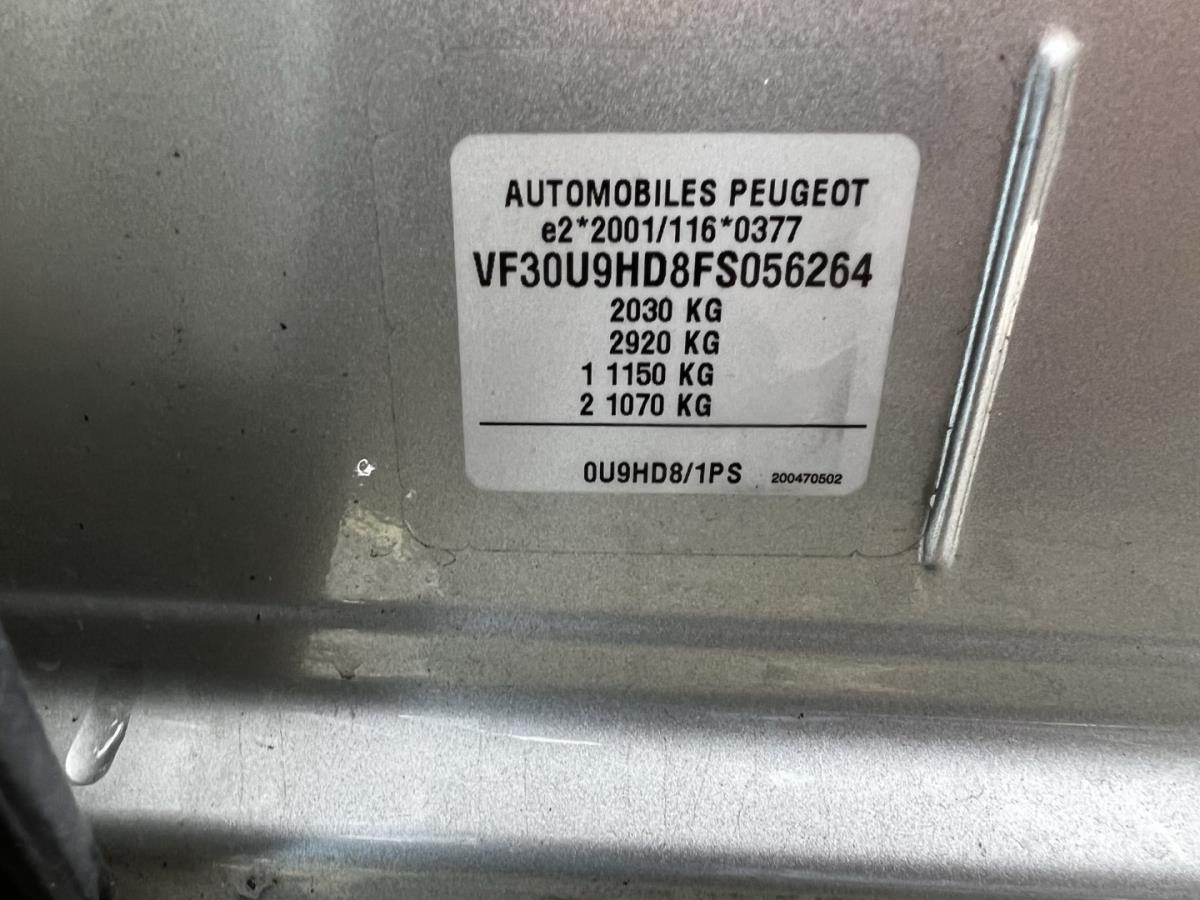 AUTOMOBILES PEUGEOT
e2*2001/116*0377
VF30U9HD8FS056264
2030 KG
2920 KG
1 1150 KG
2 1070 KG
0U9HD8/1PS 200470502